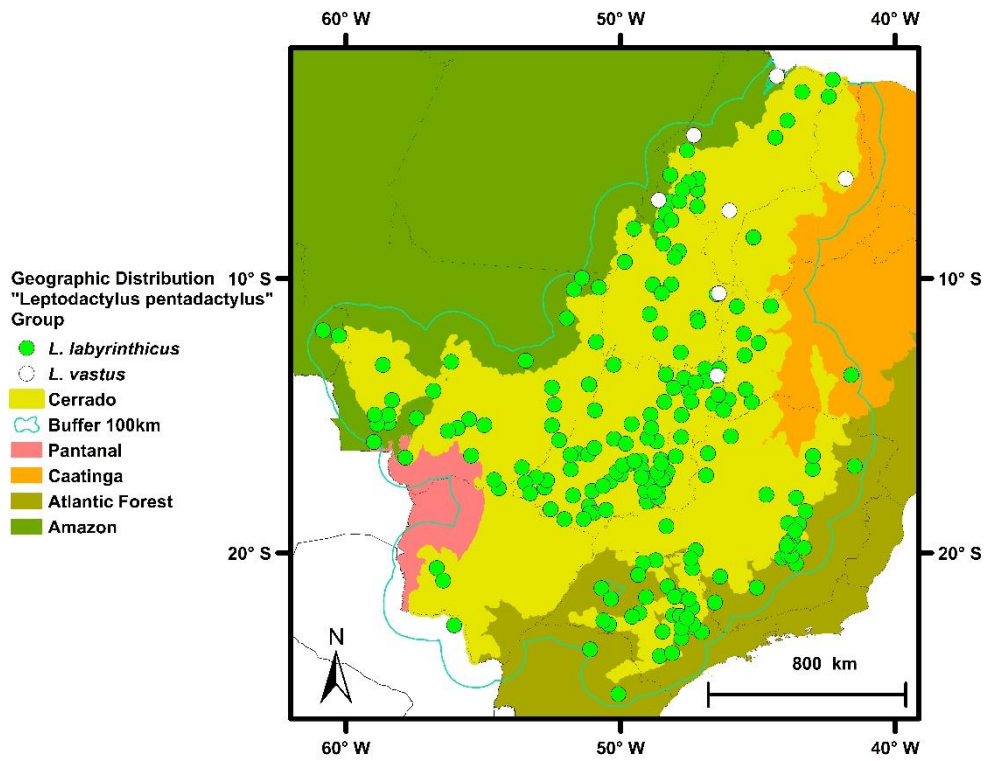 60° W 50° W 40° W
Geographic Distribution 10° S
"Leptodactylus pentadactylus"
Group
L. labyrinthicus
L. vastus
Cerrado
Buffer 100km
Pantanal
Caatinga
Atlantic Forest
Amazon
20° S
10° S
20° S
N
800 km
60° W 50° W 40° W